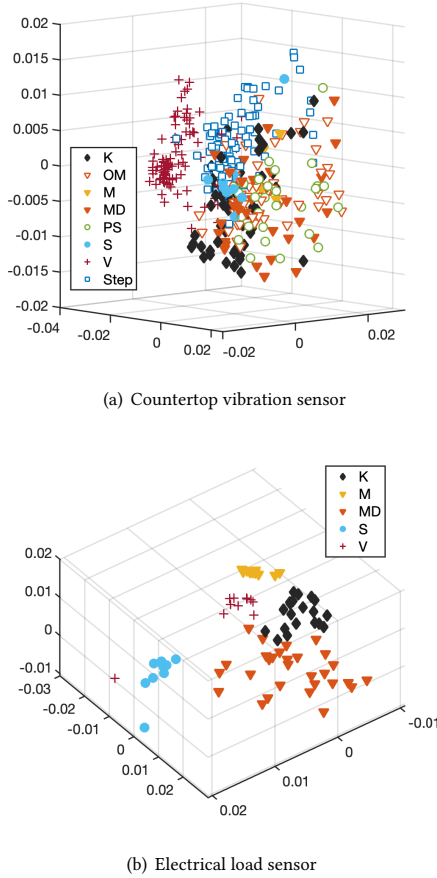 0.02
0.015
0.01
0.005
0
-0.005
-0.01
-0.015
-0.02
K
OM
M
MD
PS
S
V
Step
-0.04
-0.02
0
0.02
-0.02
0
0.02
(a) Countertop vibration sensor
K
M
MD
S
V
0.02
0.01
0
-0.01
-0.03
-0.02
-0.01
0
0.01
0.02
0.02
0.01
0
-0.01
(b) Electrical load sensor